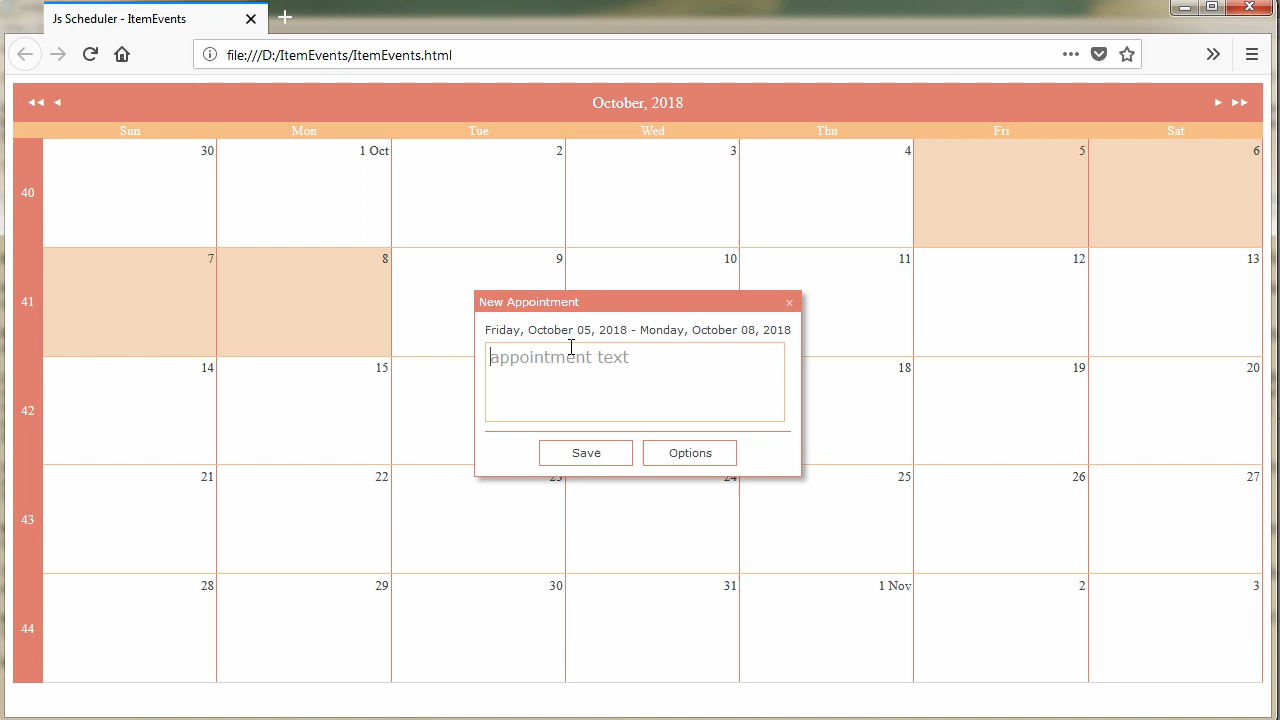 Js Scheduler - ItemEvents
file:///D:/ItemEvents/ItemEvents.html
October, 2018
Sun Mon Tue Wed Thu Fri Sat
40
30 1 Oct 2 3 4 5 6
41
7 8 9 10 11 12 13
New Appointment
Friday, October 05, 2018 - Monday, October 08, 2018
appointment text
Save Options
42
14 15 18 19 20
43
21 22 23 24 25 26 27
44
28 29 30 31 1 Nov 2 3